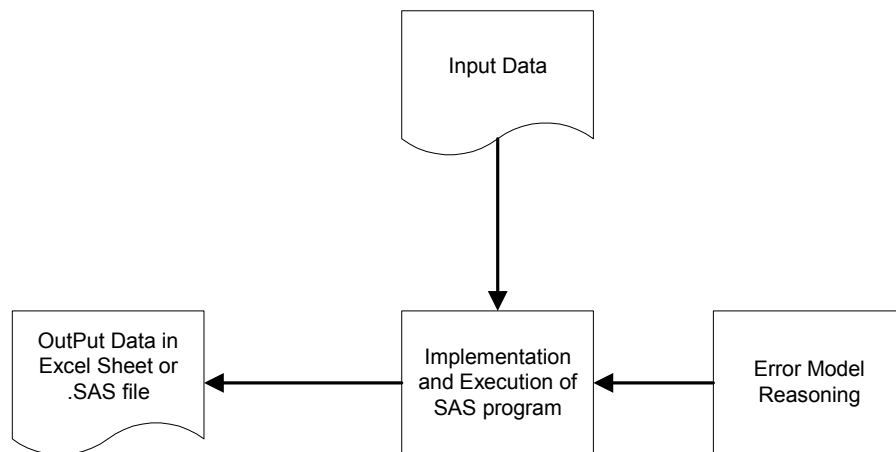 Input Data
OutPut Data in
Excel Sheet or
.SAS file
Implementation
and Execution of
SAS program
Error Model
Reasoning